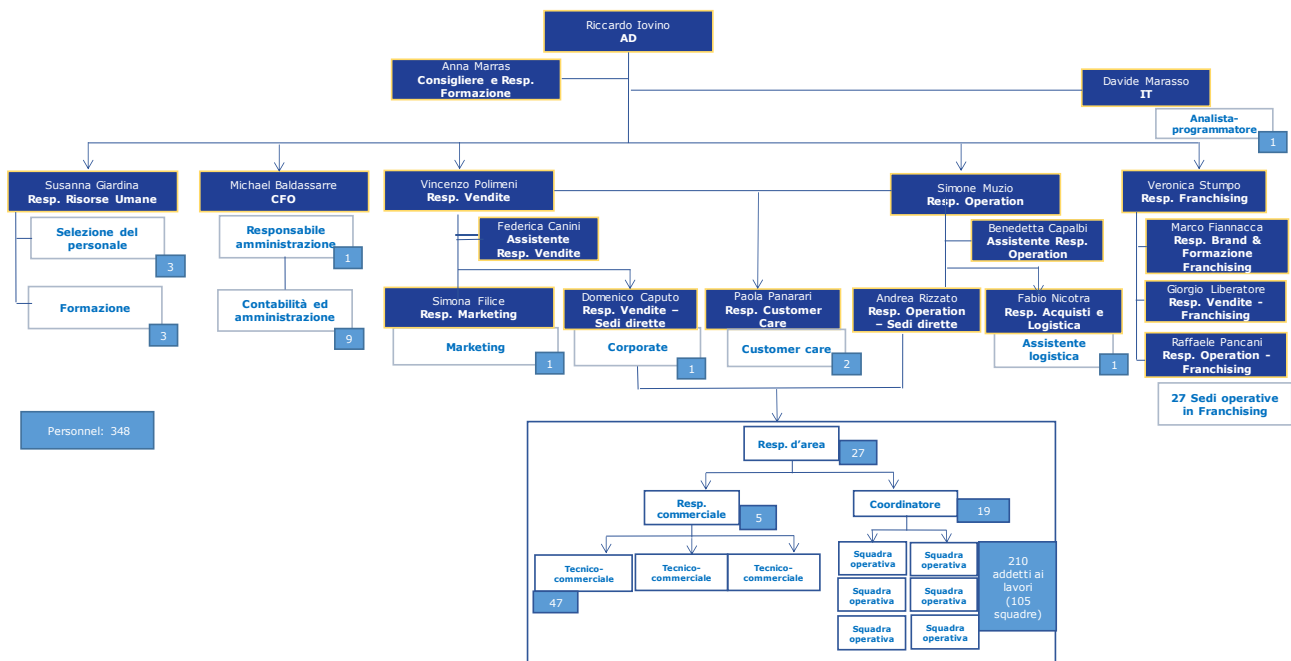 Riccardo Iovino
AD
Anna Marras
Consigliere e Resp.
Formazione
Davide Marasso
IT
Analista-
programmatore
1
Susanna Giardina
Resp. Risorse Umane
Michael Baldassarre
CFO
Vincenzo Polimeni
Resp. Vendite
Simone Muzio
Resp. Operation
Veronica Stumpo
Resp. Franchising
Selezione del
personale
3
Formazione
3
Responsabile
amministrazione
1
Contabilità ed
amministrazione
9
Federica Canini
Assistente
Resp. Vendite
Benedetta Capalbi
Assistente Resp.
Operation
Marco Fiannacca
Resp. Brand &
Formazione
Franchising
Giorgio Liberatore
Resp. Vendite -
Franchising
Raffaele Pancani
Resp. Operation –
Franchising
27 Sedi operative
in Franchising
Simona Filice
Resp. Marketing
Marketing
1
Domenico Caputo
Resp. Vendite –
Sedi dirette
Corporate
1
Paola Panarari
Resp. Customer
Care
Customer care
2
Andrea Rizzato
Resp. Operation
– Sedi dirette
Fabio Nicotra
Resp. Acquisti e
Logistica
Assistente
logistica
1
Personnel: 348
Resp. d’area
27
Resp.
commerciale
5
Coordinatore
19
Tecnico-
commerciale
47
Tecnico-
commerciale
Tecnico-
commerciale
Squadra
operativa
Squadra
operativa
Squadra
operativa
Squadra
operativa
Squadra
operativa
Squadra
operativa
210
addetti ai
lavori
(105
squadre)